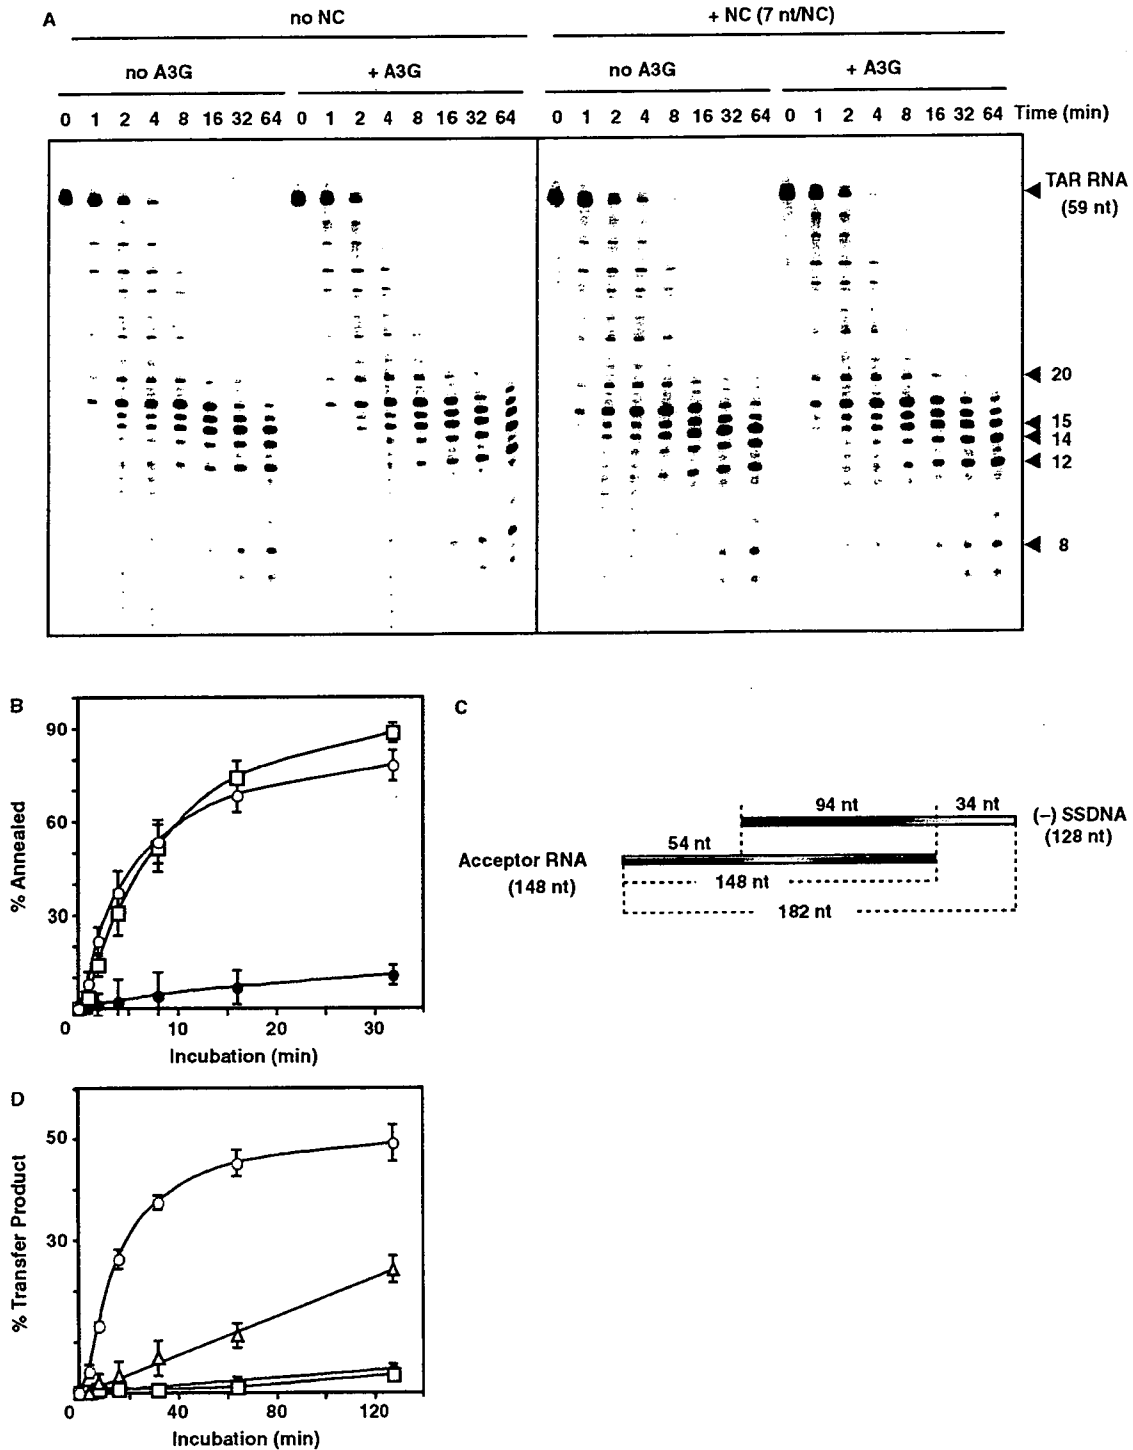 A
no NC
+ NC (7 nt/NC)
no A3G
+ A3G
no A3G
+ A3G
0 1 2 4 8 16 32 64 0 1 2 4 8 16 32 64 0 1 2 4 8 16 32 64 0 1 2 4 8 16 32 64 Time (min)
TAR RNA
(59 nt)
20
15
14
12
8
B
90
60
30
0 10 20 30
% Annealed
Incubation (min)
C
94 nt
34 nt
(–) SSDNA
(128 nt)
54 nt
Acceptor RNA
(148 nt)
148 nt
182 nt
D
50
30
0 40 80 120
% Transfer Product
Incubation (min)